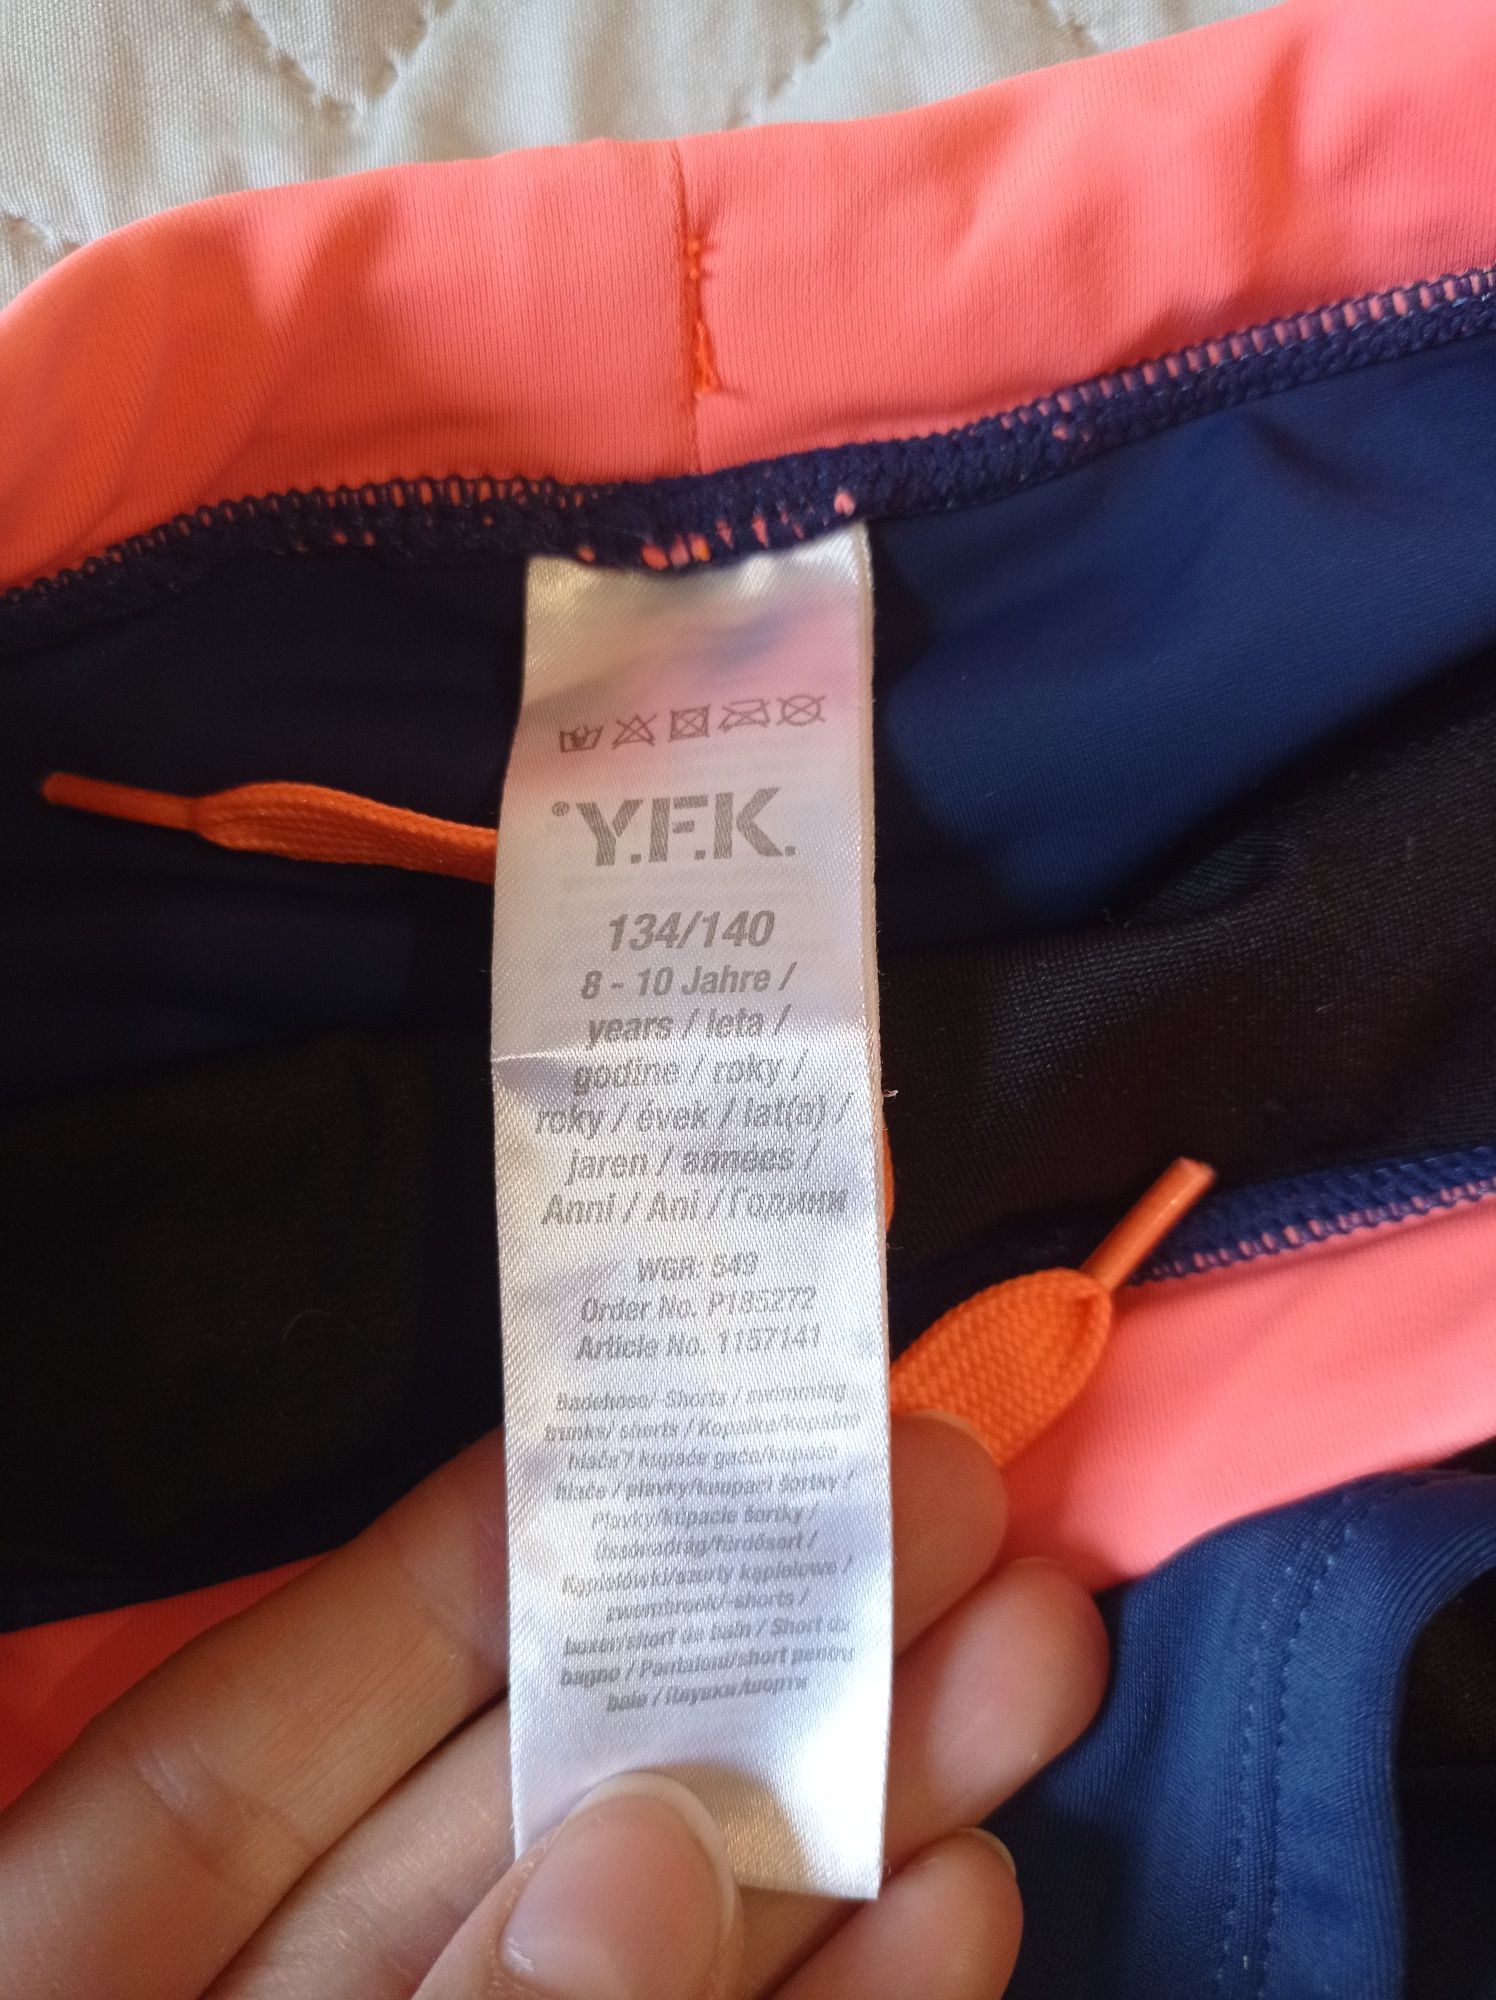 ® Y.F.K.
134/140
8 - 10 Jahre /
years / leta /
godine / roky /
roky / évek / lat(a) /
jaren / années /
Anni / Ani / Години
WGR: 549
Order No. P185272
Article No. 1157141
Badehose/-Shorts / swimming
trunks/ shorts / Kopalke/kopalne
hlače / kupaće gaće/kupaće
hlače / plavky/koupací šortky /
Plavky/kúpacie šortky /
úszónadrág/fürdősort /
Kąpielówki/szorty kąpielowe /
zwembroek/-shorts /
boxer/short de bain / Short da
bagno / Pantaloni/short pentru
baie / Плувки/шорти